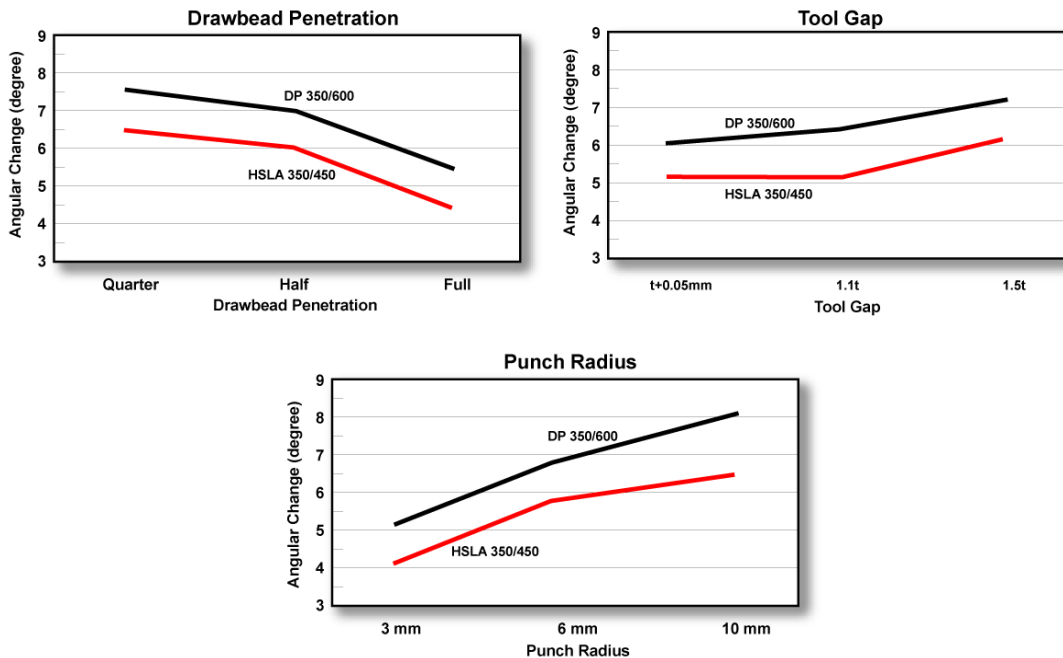 Drawbead Penetration
Angular Change (degree)
9
8
7
6
5
4
3
DP 350/600
HSLA 350/450
Quarter Half Full
Drawbead Penetration
Tool Gap
Angular Change (degree)
9
8
7
6
5
4
3
DP 350/600
HSLA 350/450
t+0.05mm 1.1t 1.5t
Tool Gap
Punch Radius
Angular Change (degree)
9
8
7
6
5
4
3
DP 350/600
HSLA 350/450
3 mm 6 mm 10 mm
Punch Radius